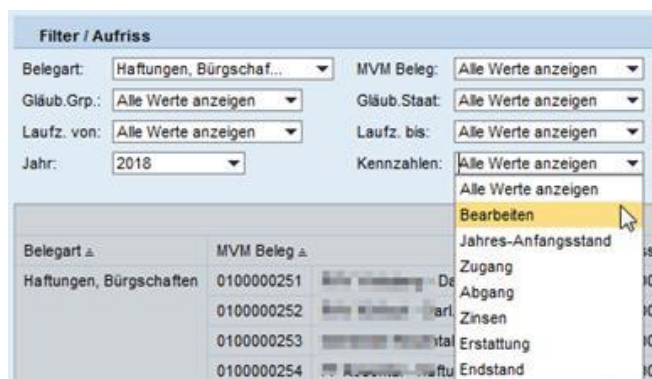 Filter / Aufriss
Belegart: Haftungen, Bürgschaf... MVM Beleg: Alle Werte anzeigen
Gläub.Grp.: Alle Werte anzeigen Gläub.Staat: Alle Werte anzeigen
Laufz. von: Alle Werte anzeigen Laufz. bis: Alle Werte anzeigen
Jahr: 2018 Kennzahlen: Alle Werte anzeigen
Alle Werte anzeigen
Bearbeiten
Jahres-Anfangsstand
Zugang
Abgang
Zinsen
Erstattung
Endstand
Belegart MVM Beleg
Haftungen, Bürgschaften 0100000251
0100000252
0100000253
0100000254